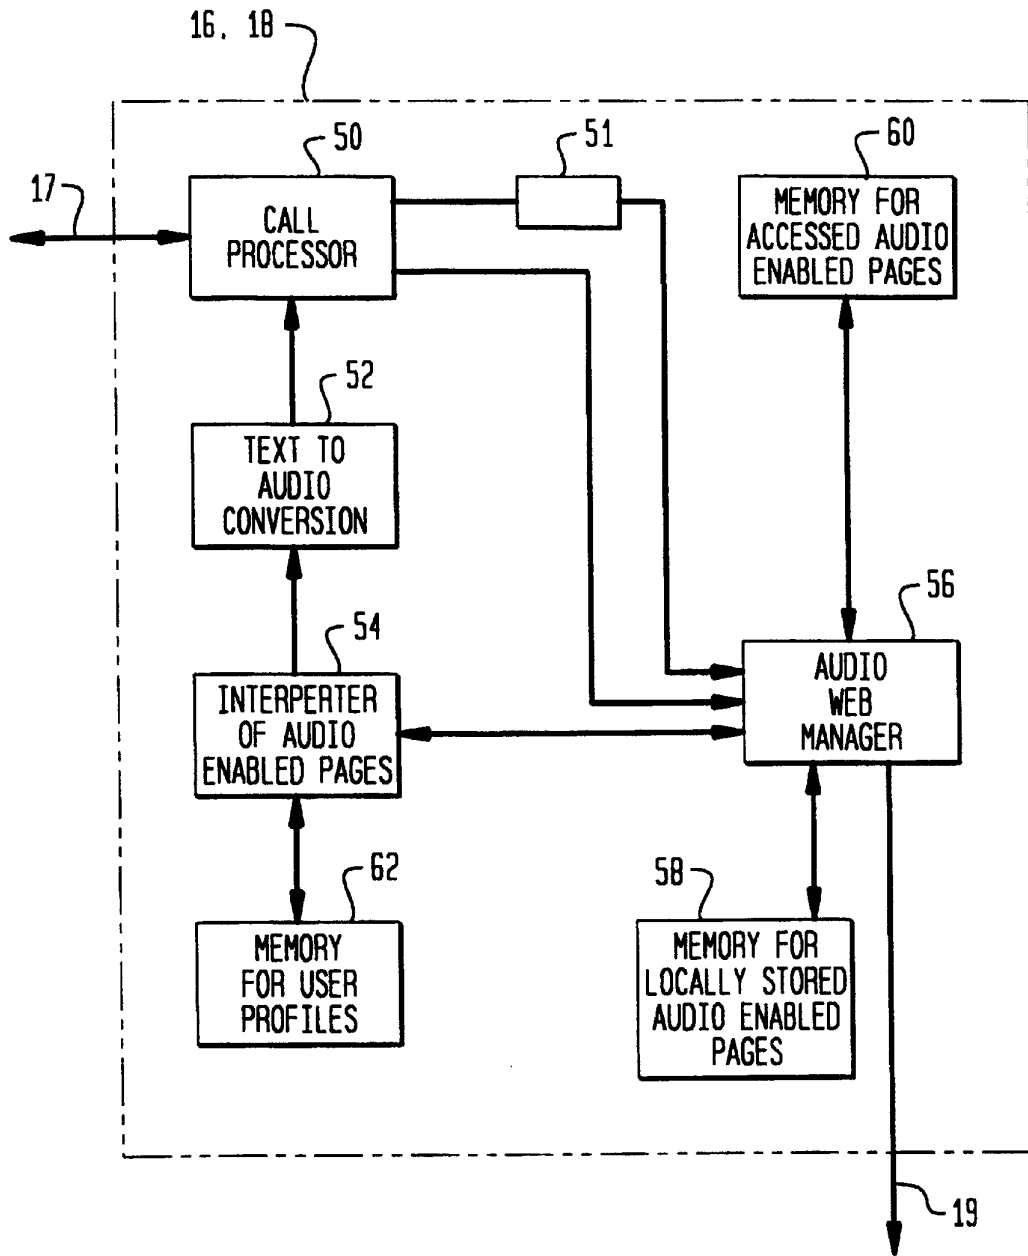 16, 18
50
51
60
17
CALL
PROCESSOR
MEMORY FOR
ACCESSED AUDIO
ENABLED PAGES
52
TEXT TO
AUDIO
CONVERSION
54
56
INTERPERTER
OF AUDIO
ENABLED PAGES
AUDIO
WEB
MANAGER
62
58
MEMORY
FOR USER
PROFILES
MEMORY FOR
LOCALLY STORED
AUDIO ENABLED
PAGES
19